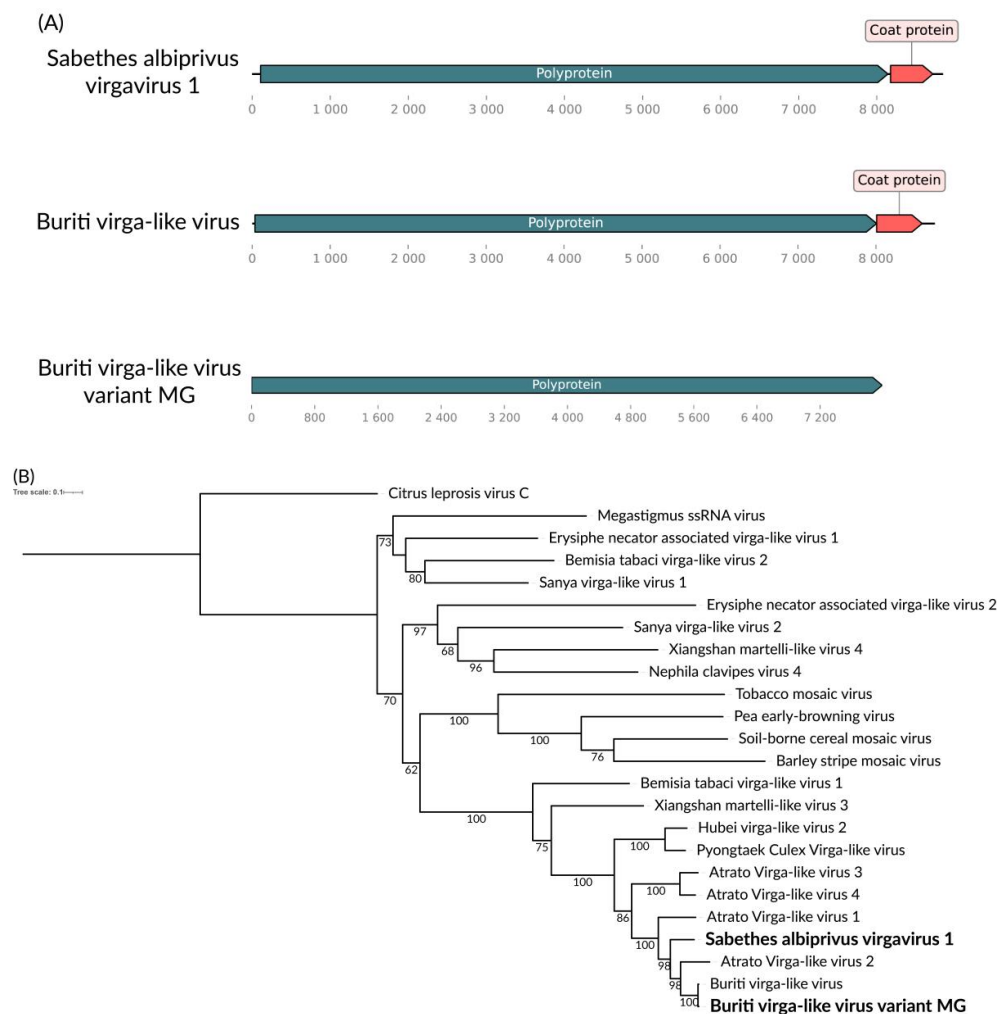 (A)
Coat protein
Sabethes albiprivus
virgavirus 1
Polyprotein
0 1 000 2 000 3 000 4 000 5 000 6 000 7 000 8 000
Coat protein
Buriti virga-like virus
Polyprotein
0 1 000 2 000 3 000 4 000 5 000 6 000 7 000 8 000
Buriti virga-like virus
variant MG
Polyprotein
0 800 1 600 2 400 3 200 4 000 4 800 5 600 6 400 7 200
(B)
Tree scale: 0.1
Citrus leprosis virus C
Megastigmus ssRNA virus
73
Erysiphe necator associated virga-like virus 1
Bemisia tabaci virga-like virus 2
80
Sanya virga-like virus 1
Erysiphe necator associated virga-like virus 2
97
Sanya virga-like virus 2
68
Xiangshan martelli-like virus 4
96
Nephila clavipes virus 4
70
Tobacco mosaic virus
100
Pea early-browning virus
100
Soil-borne cereal mosaic virus
76
Barley stripe mosaic virus
62
Bemisia tabaci virga-like virus 1
100
Xiangshan martelli-like virus 3
75
Hubei virga-like virus 2
100
Pyongtaek Culex Virga-like virus
100
Atrato Virga-like virus 3
100
Atrato Virga-like virus 4
86
Atrato Virga-like virus 1
100
Sabethes albiprivus virgavirus 1
98
Atrato Virga-like virus 2
98
Buriti virga-like virus
100
Buriti virga-like virus variant MG